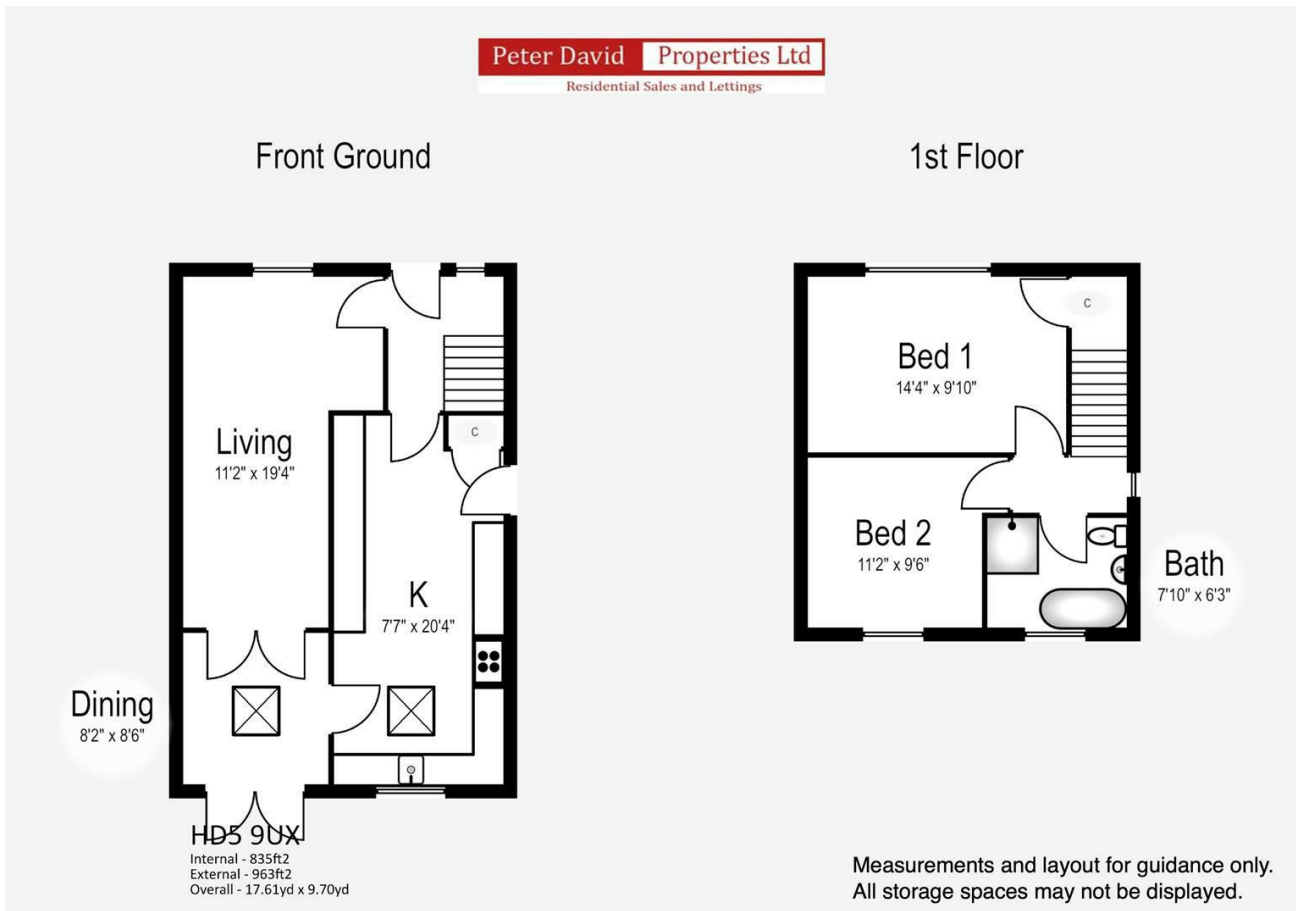 Peter David Properties Ltd
Residential Sales and Lettings
Front Ground
1st Floor
Living
11'2" x 19'4"
C
K
7'7" x 20'4"
Dining
8'2" x 8'6"
C
Bed 1
14'4" x 9'10"
Bed 2
11'2" x 9'6"
Bath
7'10" x 6'3"
HD5 9UX
Internal - 835ft2
External - 963ft2
Overall - 17.61yd x 9.70yd
Measurements and layout for guidance only.
All storage spaces may not be displayed.